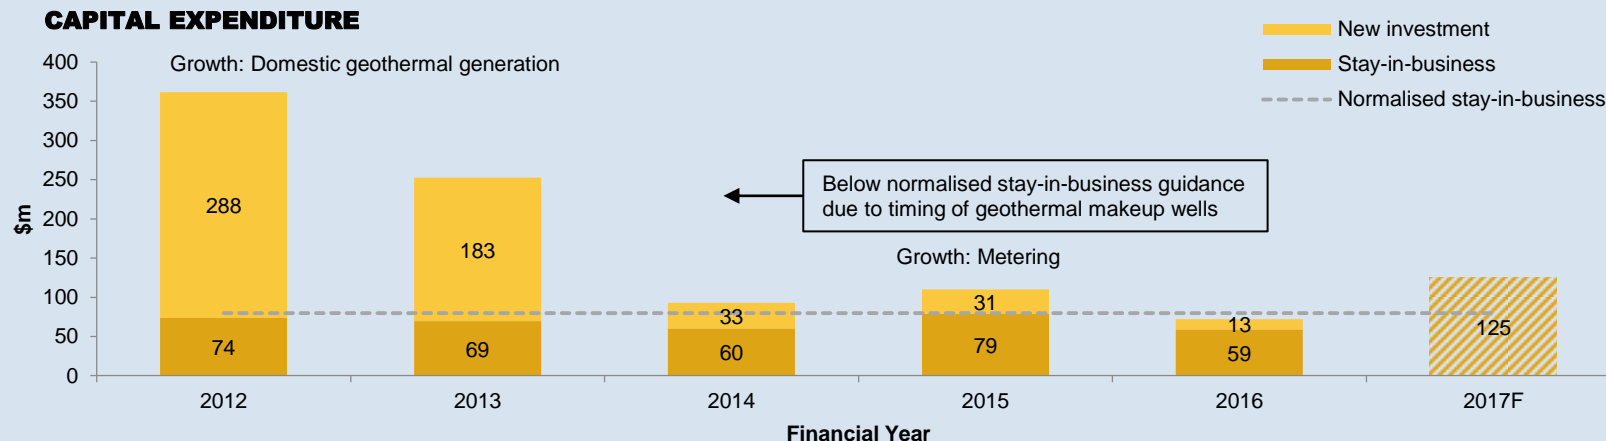 CAPITAL EXPENDITURE
New investment
Stay-in-business
Normalised stay-in-business
Growth: Domestic geothermal generation
Below normalised stay-in-business guidance
due to timing of geothermal makeup wells
Growth: Metering
$m
400
350
300
250
200
150
100
50
0
288
74
183
69
33
60
31
79
13
59
125
2012
2013
2014
2015
2016
2017F
Financial Year